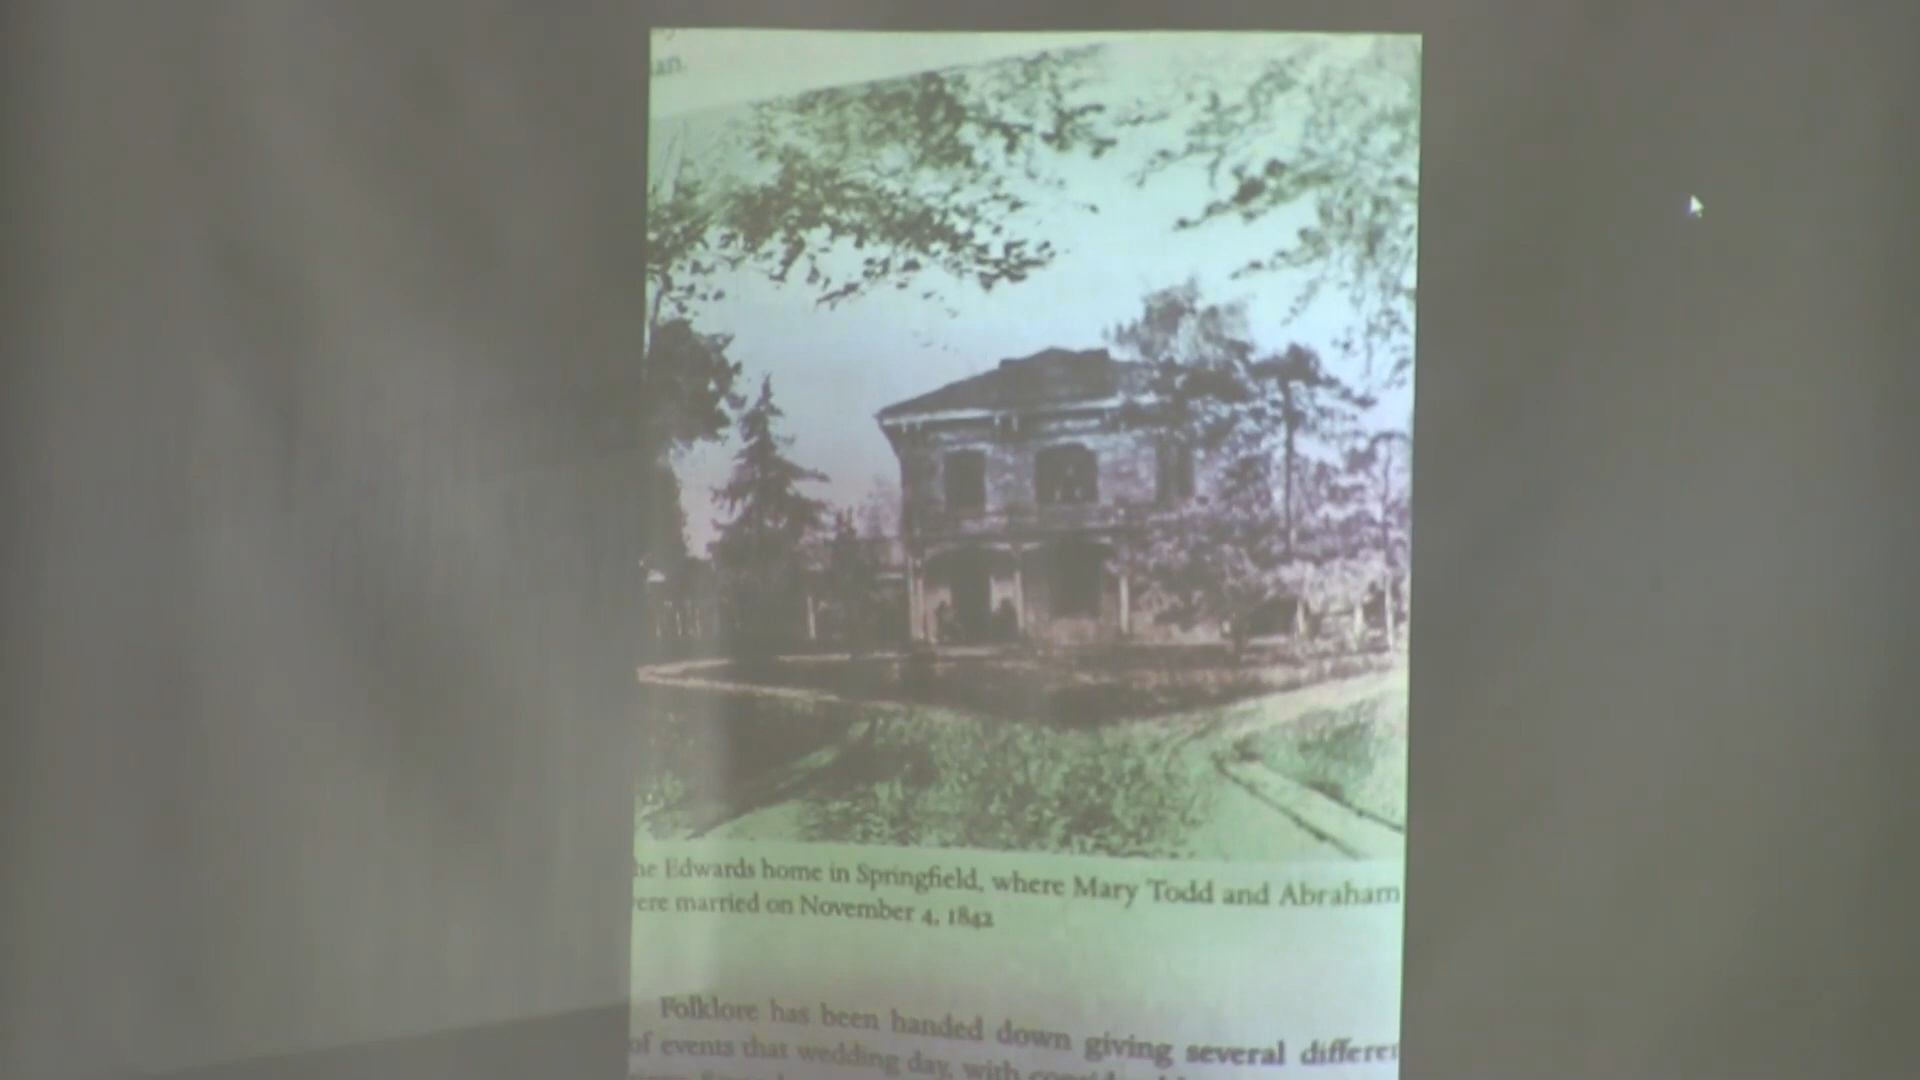 an.
he Edwards home in Springfield, where Mary Todd and Abraham
ere married on November 4, 1842
Folklore has been handed down giving several differen
of events that wedding day, with